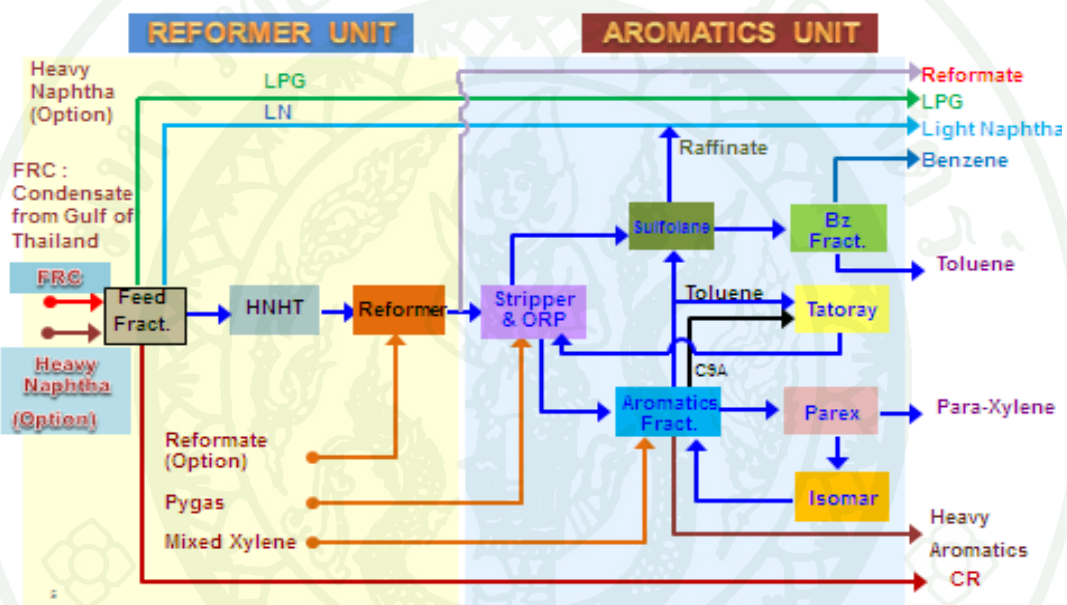 REFORMER UNIT
AROMATICS UNIT
Heavy
Naphtha
(Option)
LPG
LN
Reformate
LPG
Light Naphtha
Raffinate
Benzene
FRC :
Condensate
from Gulf of
Thailand
Sulfolane
Bz
Fract.
Toluene
FRC
Feed
Fract.
HNHT
Reformer
Stripper
& ORP
Toluene
Tatoray
C9A
Heavy
Naphtha
(Option)
Aromatics
Fract.
Parex
Para-Xylene
Reformate
(Option)
Pygas
Isomar
Mixed Xylene
Heavy
Aromatics
CR